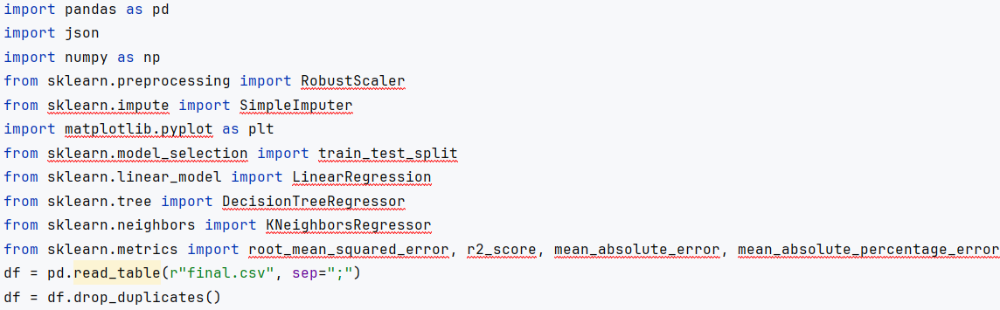 import pandas as pd
import json
import numpy as np
from sklearn.preprocessing import RobustScaler
from sklearn.impute import SimpleImputer
import matplotlib.pyplot as plt
from sklearn.model_selection import train_test_split
from sklearn.linear_model import LinearRegression
from sklearn.tree import DecisionTreeRegressor
from sklearn.neighbors import KNeighborsRegressor
from sklearn.metrics import root_mean_squared_error, r2_score, mean_absolute_error, mean_absolute_percentage_error
df = pd.read_table(r"final.csv", sep=";")
df = df.drop_duplicates()